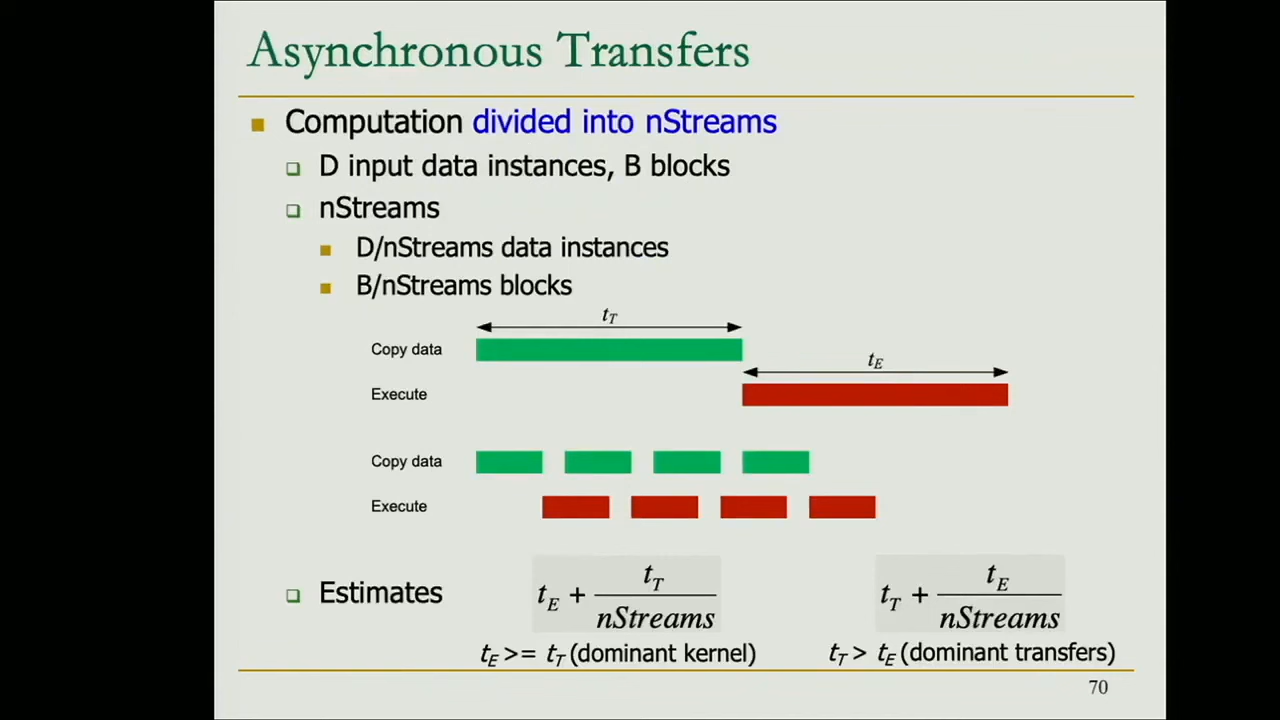 Asynchronous Transfers
Computation divided into nStreams
D input data instances, B blocks
nStreams
D/nStreams data instances
B/nStreams blocks
t_T
Copy data
t_E
Execute
Copy data
Execute
Estimates
t_E + t_T / nStreams
t_T + t_E / nStreams
t_E >= t_T (dominant kernel)
t_T > t_E (dominant transfers)
70